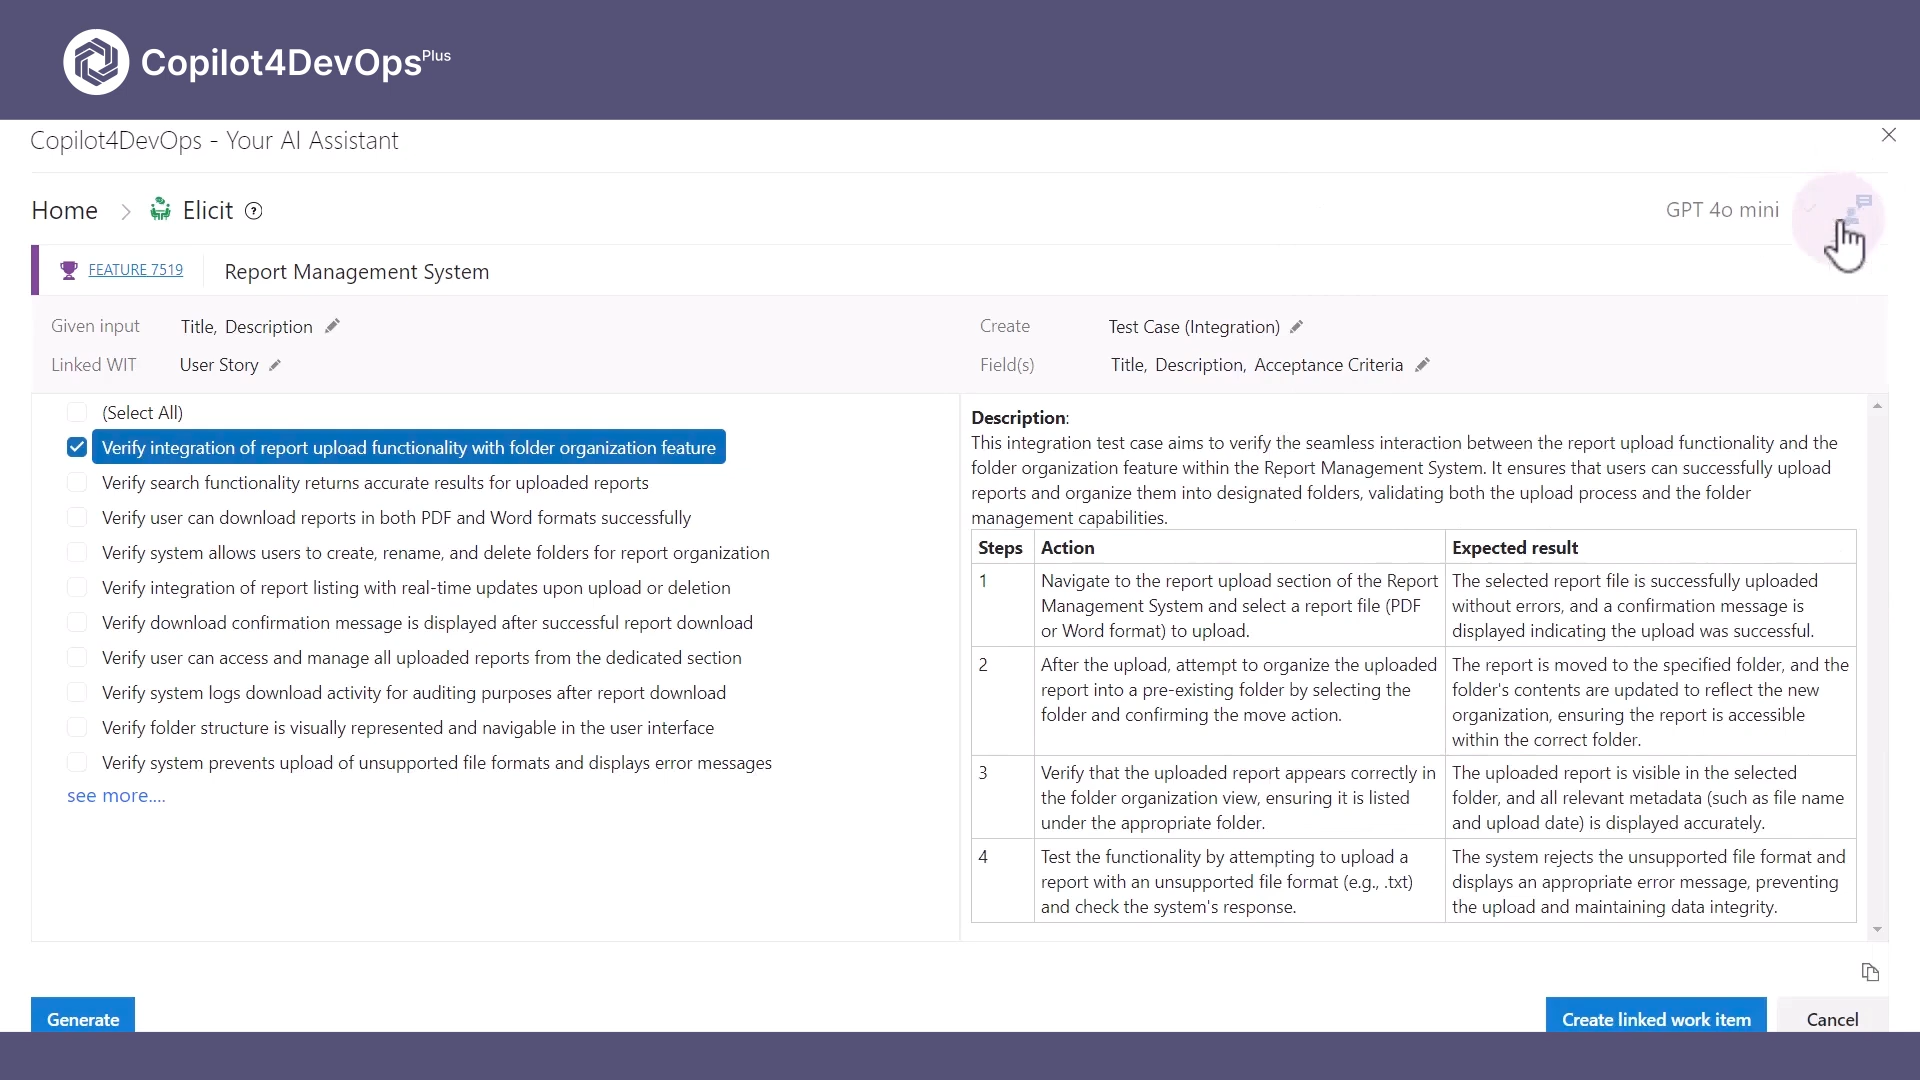 Copilot4DevOps Plus
Copilot4DevOps - Your AI Assistant
Home > Elicit ?
GPT 4o mini
FEATURE 7519 Report Management System
Given input Title, Description
Create Test Case (Integration)
Linked WIT User Story
Field(s) Title, Description, Acceptance Criteria
(Select All)
Verify integration of report upload functionality with folder organization feature
Verify search functionality returns accurate results for uploaded reports
Verify user can download reports in both PDF and Word formats successfully
Verify system allows users to create, rename, and delete folders for report organization
Verify integration of report listing with real-time updates upon upload or deletion
Verify download confirmation message is displayed after successful report download
Verify user can access and manage all uploaded reports from the dedicated section
Verify system logs download activity for auditing purposes after report download
Verify folder structure is visually represented and navigable in the user interface
Verify system prevents upload of unsupported file formats and displays error messages
see more....
Description:
This integration test case aims to verify the seamless interaction between the report upload functionality and the
folder organization feature within the Report Management System. It ensures that users can successfully upload
reports and organize them into designated folders, validating both the upload process and the folder
management capabilities.
Steps Action Expected result
1
Navigate to the report upload section of the Report
Management System and select a report file (PDF
or Word format) to upload.
The selected report file is successfully uploaded
without errors, and a confirmation message is
displayed indicating the upload was successful.
2
After the upload, attempt to organize the uploaded
report into a pre-existing folder by selecting the
folder and confirming the move action.
The report is moved to the specified folder, and the
folder's contents are updated to reflect the new
organization, ensuring the report is accessible
within the correct folder.
3
Verify that the uploaded report appears correctly in
the folder organization view, ensuring it is listed
under the appropriate folder.
The uploaded report is visible in the selected
folder, and all relevant metadata (such as file name
and upload date) is displayed accurately.
4
Test the functionality by attempting to upload a
report with an unsupported file format (e.g., .txt)
and check the system's response.
The system rejects the unsupported file format and
displays an appropriate error message, preventing
the upload and maintaining data integrity.
Generate
Create linked work item
Cancel